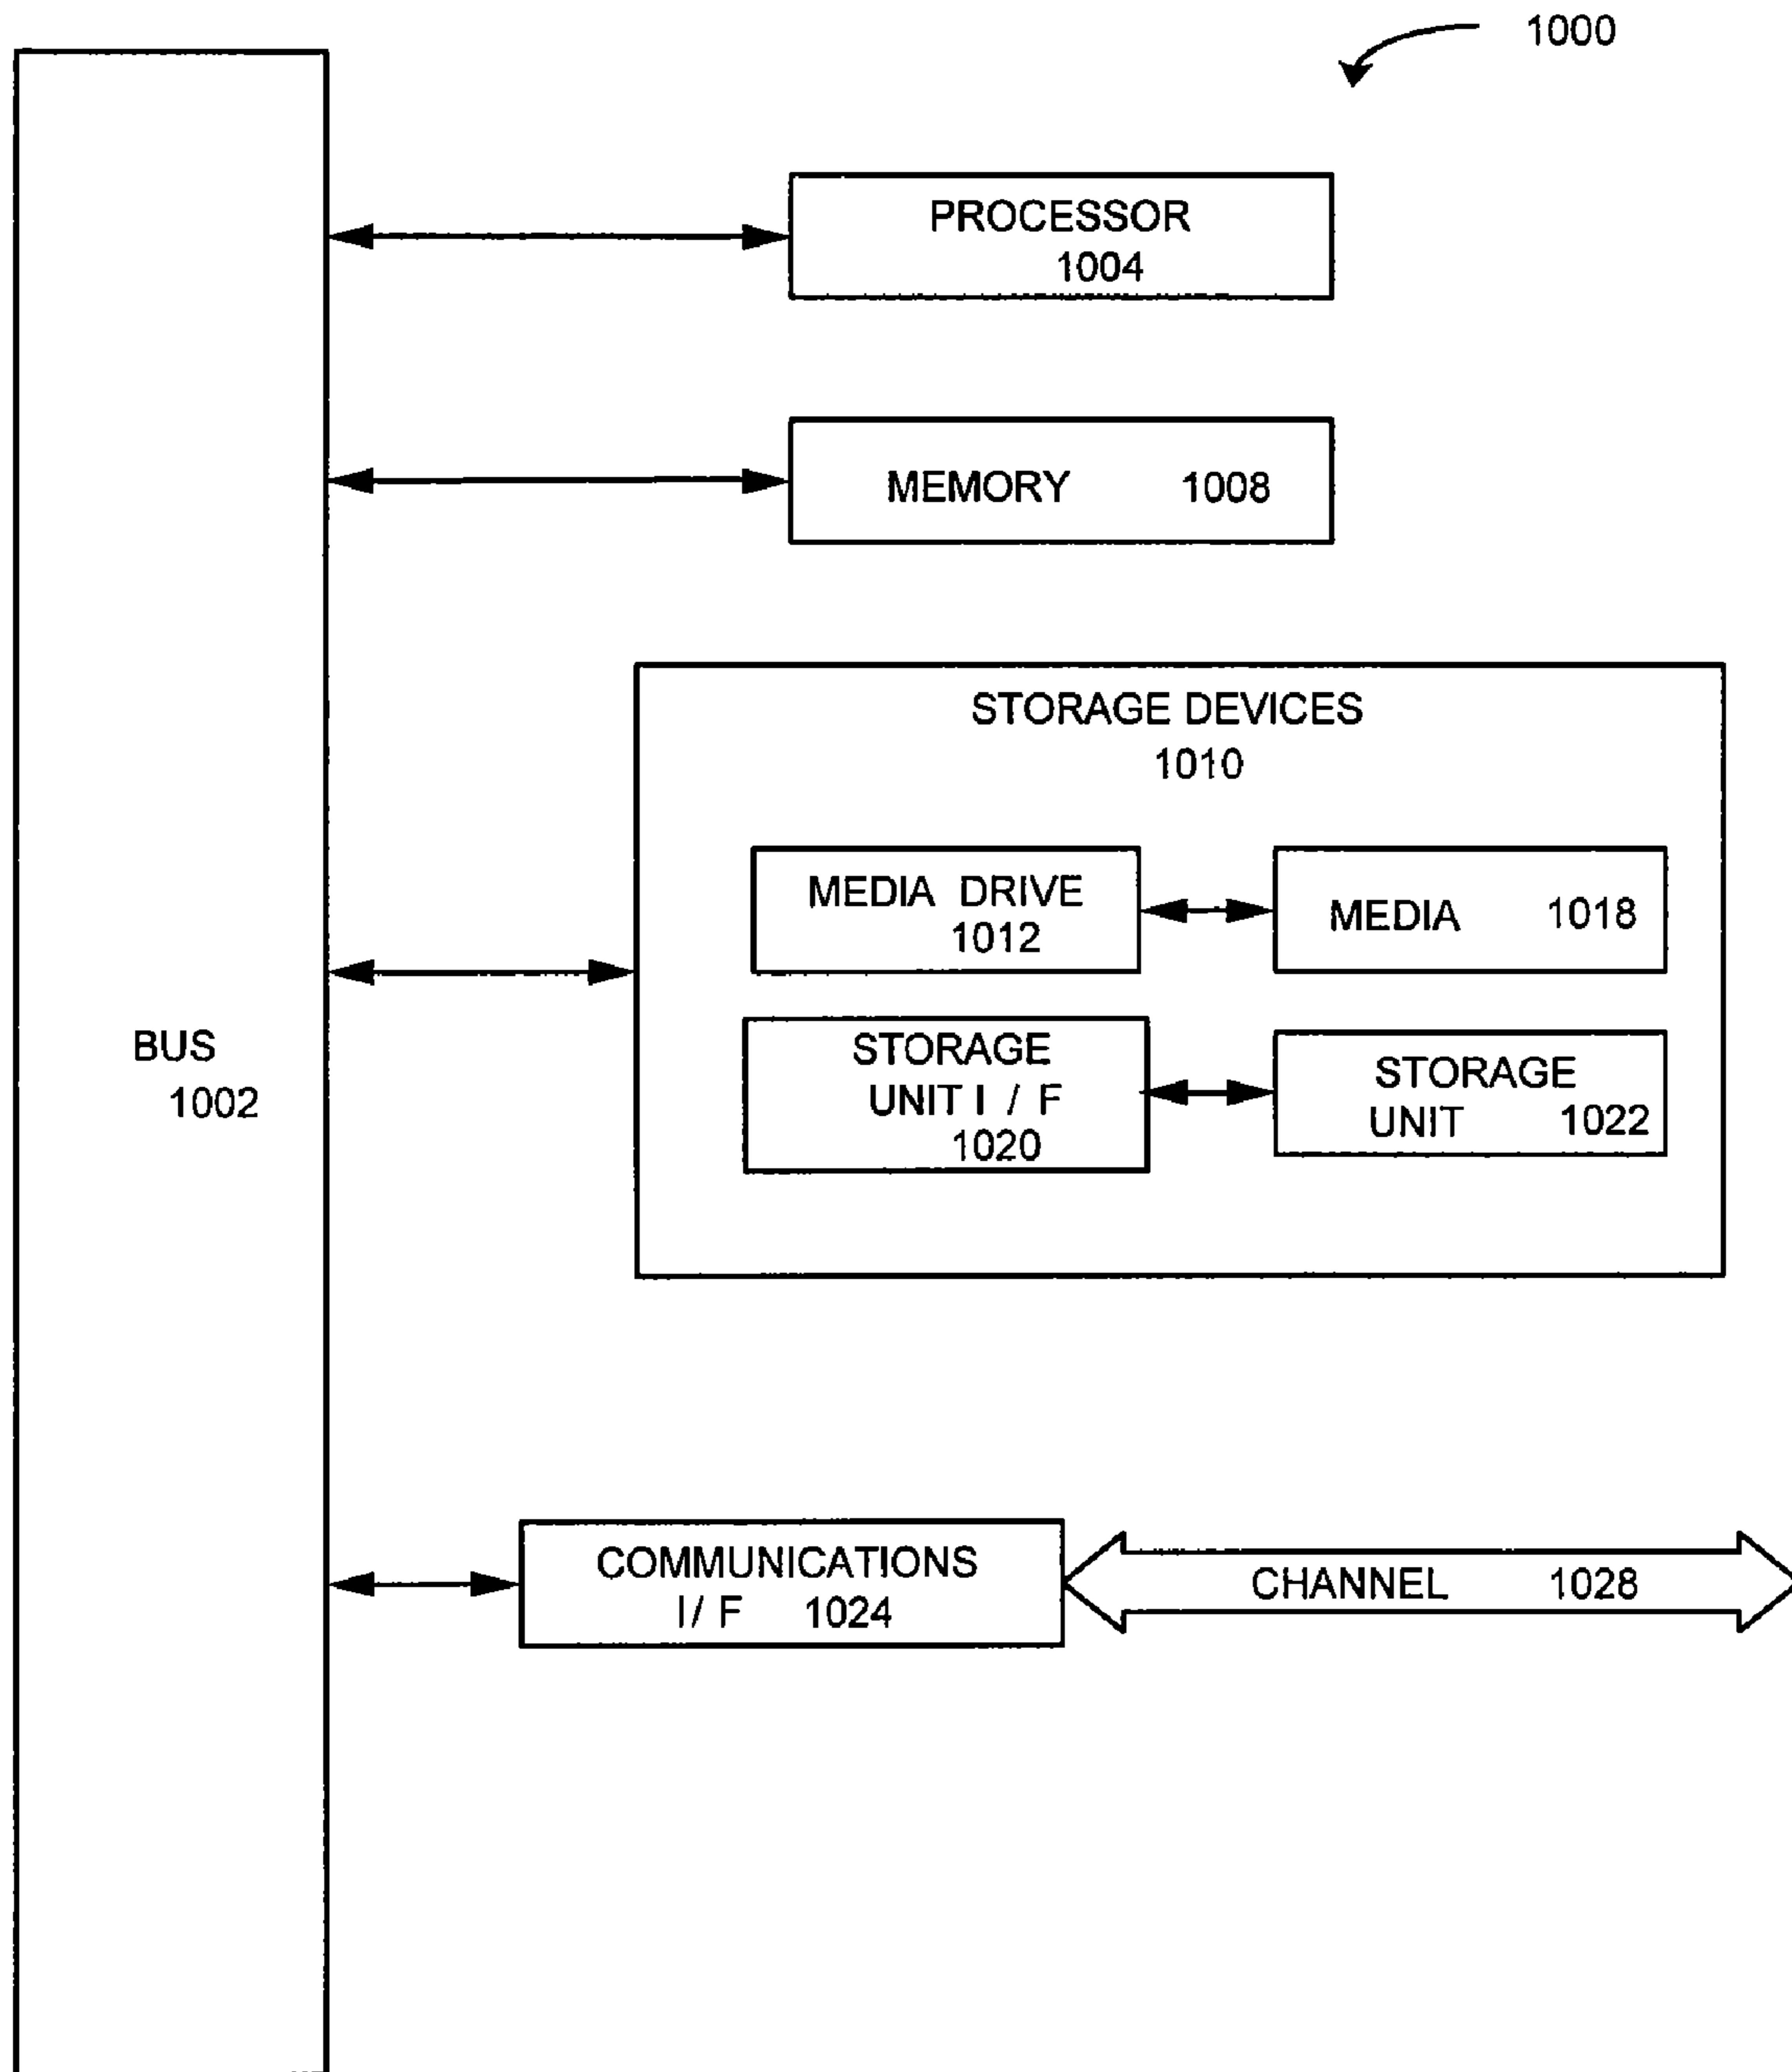 1000
PROCESSOR
1004
MEMORY 1008
STORAGE DEVICES
1010
MEDIA DRIVE
1012
MEDIA 1018
STORAGE
UNIT I / F
1020
STORAGE
UNIT 1022
BUS
1002
COMMUNICATIONS
I / F 1024
CHANNEL 1028